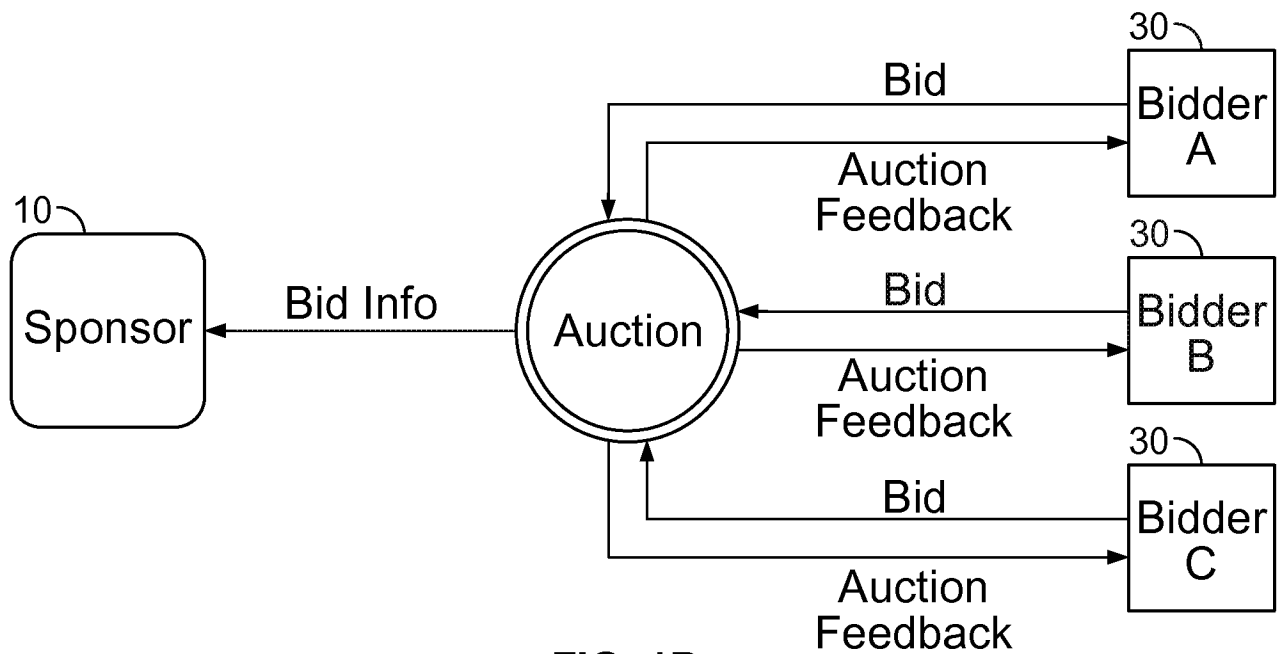 30
Bid
Bidder
A
Auction
Feedback
10
30
Bid Info
Bid
Bidder
Sponsor
Auction
B
Auction
Feedback
30
Bid
Bidder
C
Auction
Feedback